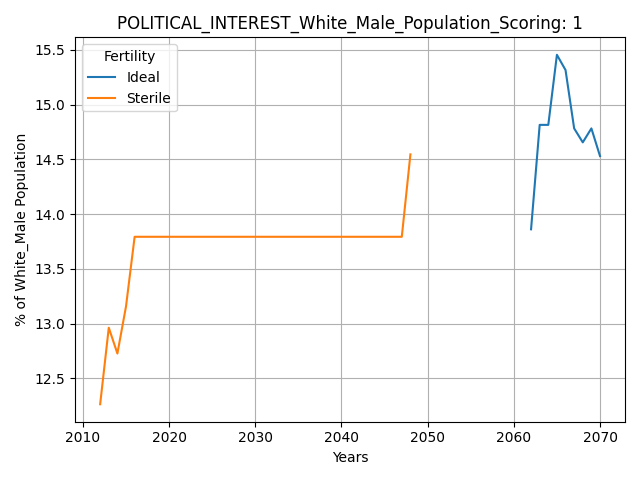 POLITICAL_INTEREST_White_Male_Population_Scoring: 1
Fertility
Ideal
Sterile
% of White_Male Population
15.5
15.0
14.5
14.0
13.5
13.0
12.5
2010 2020 2030 2040 2050 2060 2070
Years